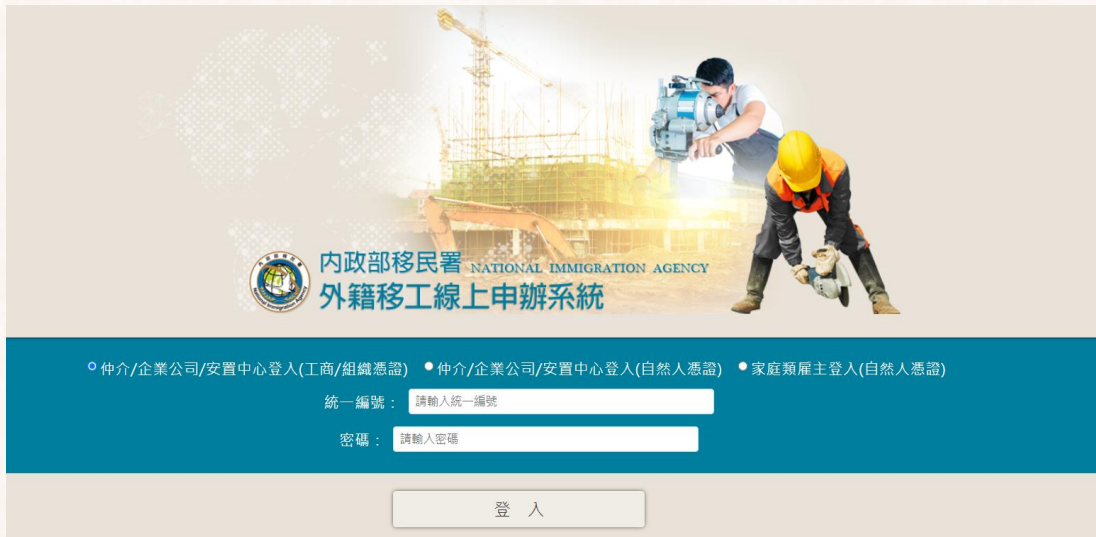 內政部移民署 NATIONAL IMMIGRATION AGENCY
外籍移工線上申辦系統
仲介/企業公司/安置中心登入(工商/組織憑證) 仲介/企業公司/安置中心登入(自然人憑證) 家庭類雇主登入(自然人憑證)
統一編號： 請輸入統一編號
密碼： 請輸入密碼
登 入